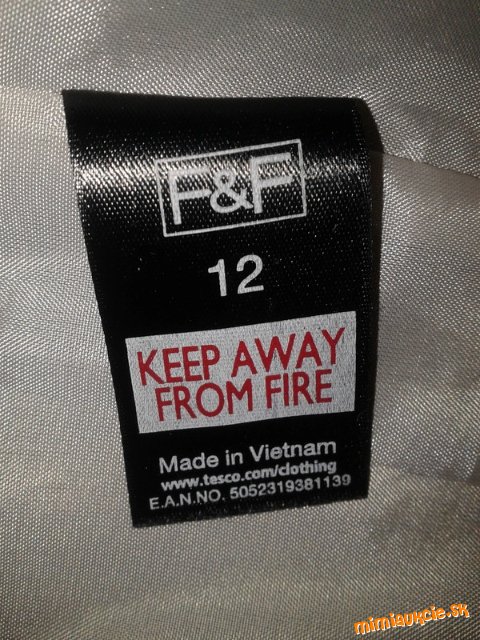 F&F
12
KEEP AWAY
FROM FIRE
Made in Vietnam
www.tesco.com/clothing
E.A.N.NO. 5052319381139
mimiaukcie.sk